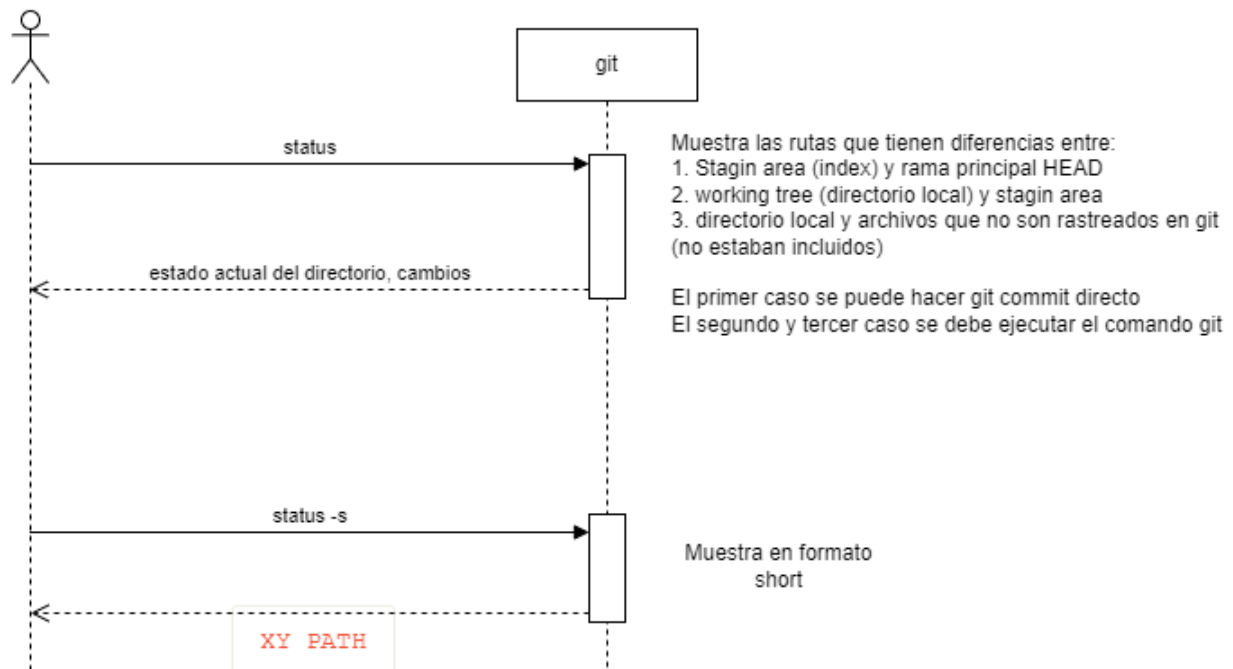 git
status
Muestra las rutas que tienen diferencias entre:
1. Stagin area (index) y rama principal HEAD
2. working tree (directorio local) y stagin area
3. directorio local y archivos que no son rastreados en git
(no estaban incluidos)
estado actual del directorio, cambios
El primer caso se puede hacer git commit directo
El segundo y tercer caso se debe ejecutar el comando git
status -s
Muestra en formato
short
XY PATH